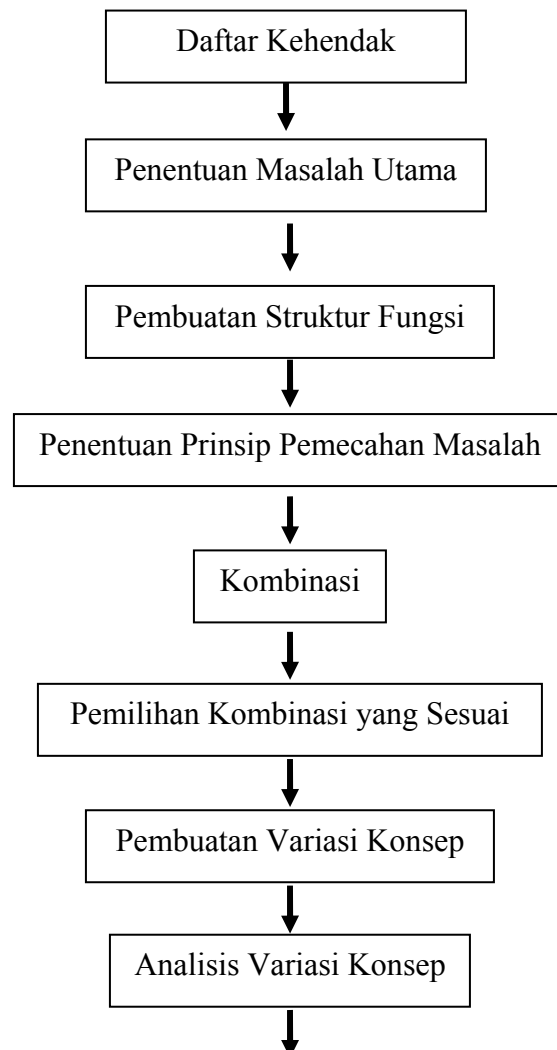 Daftar Kehendak
Penentuan Masalah Utama
Pembuatan Struktur Fungsi
Penentuan Prinsip Pemecahan Masalah
Kombinasi
Pemilihan Kombinasi yang Sesuai
Pembuatan Variasi Konsep
Analisis Variasi Konsep